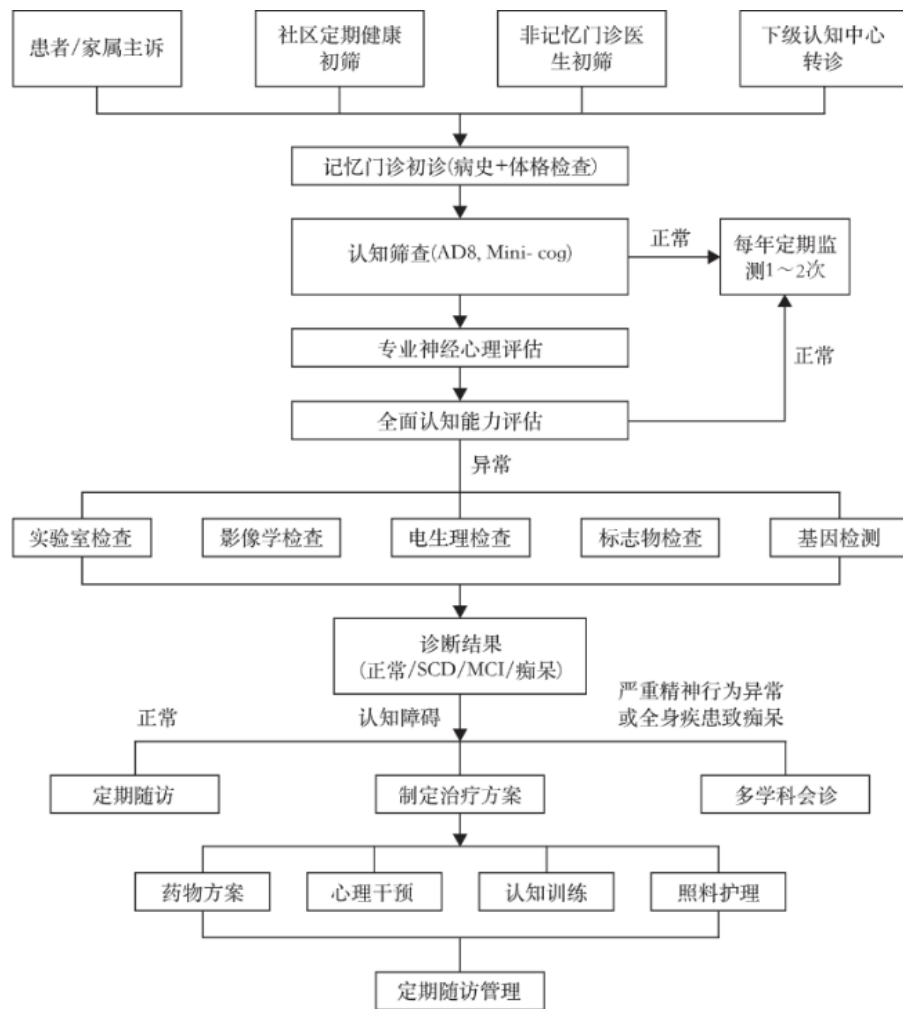 患者/家属主诉
社区定期健康
初筛
非记忆门诊医
生初筛
下级认知中心
转诊
记忆门诊初诊(病史+体格检查)
认知筛查(AD8, Mini- cog)
正常
每年定期监
测1～2次
专业神经心理评估
正常
全面认知能力评估
异常
实验室检查
影像学检查
电生理检查
标志物检查
基因检测
诊断结果
(正常/SCD/MCI/痴呆)
正常
认知障碍
严重精神行为异常
或全身疾患致痴呆
定期随访
制定治疗方案
多学科会诊
药物方案
心理干预
认知训练
照料护理
定期随访管理